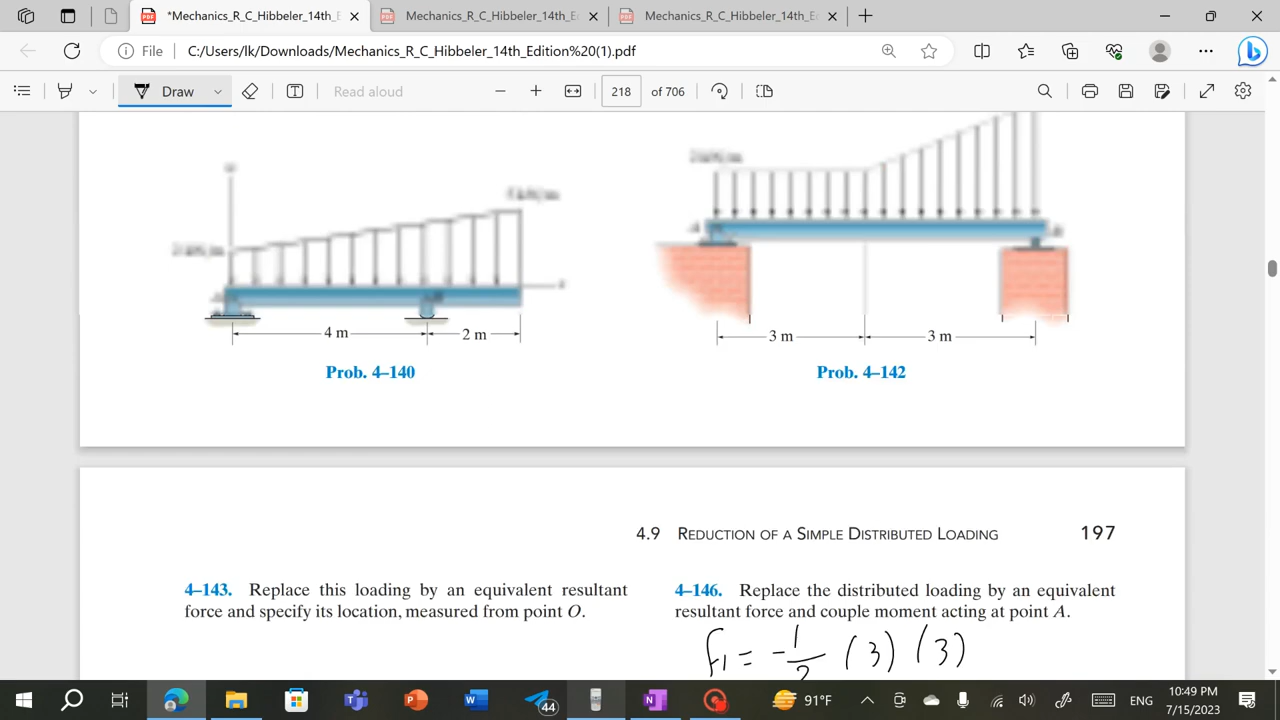 *Mechanics_R_C_Hibbeler_14th_E
Mechanics_R_C_Hibbeler_14th_Ed
Mechanics_R_C_Hibbeler_14th_Ed
File
C:/Users/lk/Downloads/Mechanics_R_C_Hibbeler_14th_Edition%20(1).pdf
Draw
Read aloud
218 of 706
4 m
2 m
3 m
3 m
Prob. 4–140
Prob. 4–142
4.9 REDUCTION OF A SIMPLE DISTRIBUTED LOADING 197
4–143. Replace this loading by an equivalent resultant
force and specify its location, measured from point O.
4–146. Replace the distributed loading by an equivalent
resultant force and couple moment acting at point A.
F1 = -1/2 (3) (3)
44
91°F
ENG
10:49 PM
7/15/2023